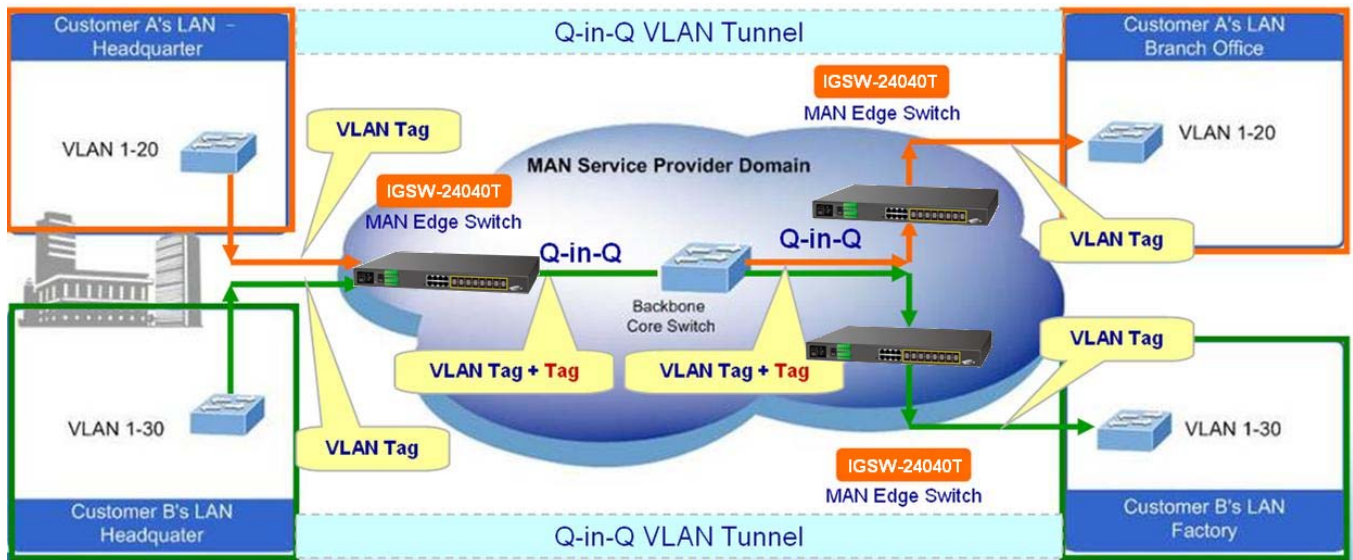 Customer A's LAN –
Headquarter
Q-in-Q VLAN Tunnel
Customer A's LAN
Branch Office
VLAN 1-20
VLAN Tag
IGSW-24040T
MAN Edge Switch
VLAN 1-20
MAN Service Provider Domain
IGSW-24040T
MAN Edge Switch
VLAN Tag
Q-in-Q
Q-in-Q
Backbone
Core Switch
VLAN Tag + Tag
VLAN Tag + Tag
VLAN Tag
VLAN 1-30
VLAN Tag
VLAN 1-30
IGSW-24040T
MAN Edge Switch
Customer B's LAN
Headquater
Q-in-Q VLAN Tunnel
Customer B's LAN
Factory